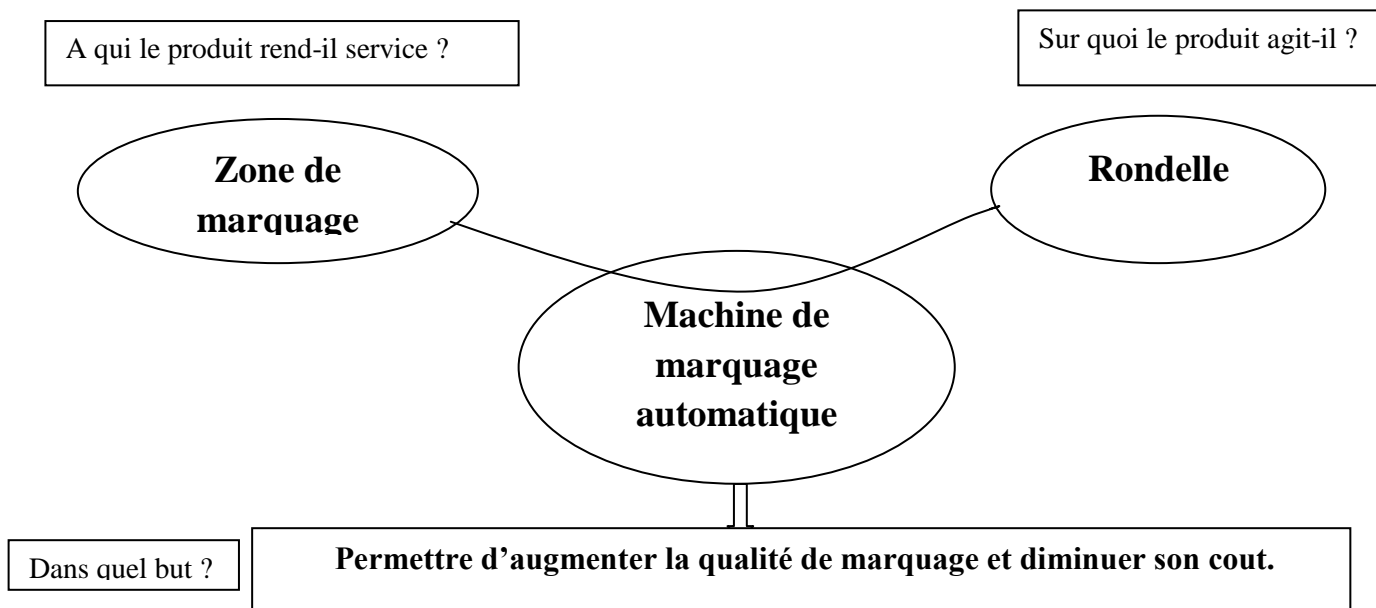 A qui le produit rend-il service ?
Sur quoi le produit agit-il ?
Zone de
marquage
Rondelle
Machine de
marquage
automatique
Dans quel but ?
Permettre d’augmenter la qualité de marquage et diminuer son cout.